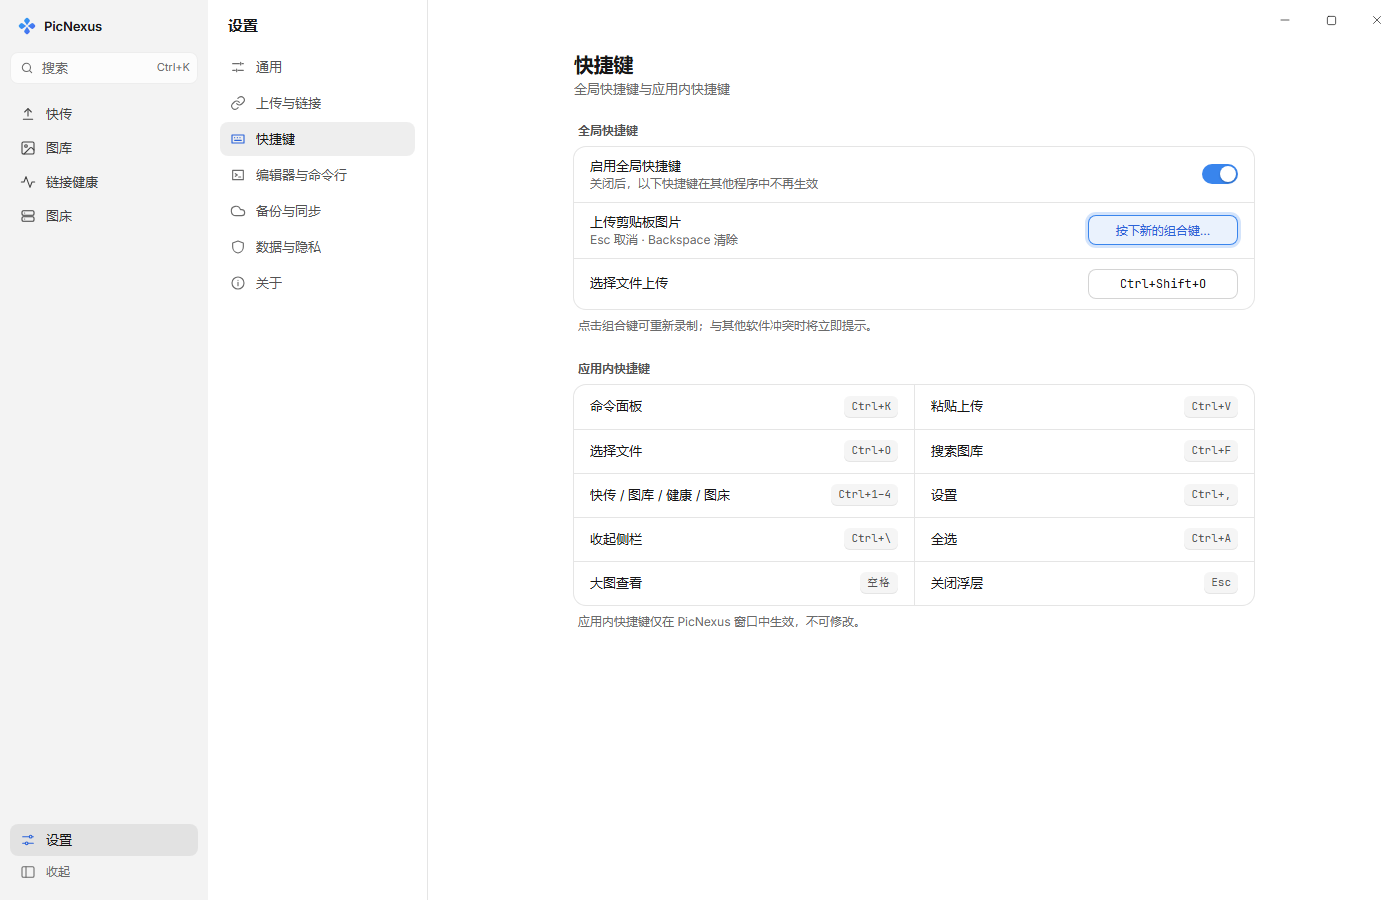 PicNexus
搜索 Ctrl+K
快传
图库
链接健康
图床
设置
收起
设置
通用
上传与链接
快捷键
编辑器与命令行
备份与同步
数据与隐私
关于
快捷键
全局快捷键与应用内快捷键
全局快捷键
启用全局快捷键
关闭后，以下快捷键在其他程序中不再生效
上传剪贴板图片
Esc 取消 · Backspace 清除
按下新的组合键...
选择文件上传 Ctrl+Shift+O
点击组合键可重新录制；与其他软件冲突时将立即提示。
应用内快捷键
命令面板 Ctrl+K 粘贴上传 Ctrl+V
选择文件 Ctrl+O 搜索图库 Ctrl+F
快传 / 图库 / 健康 / 图床 Ctrl+1–4 设置 Ctrl+,
收起侧栏 Ctrl+\ 全选 Ctrl+A
大图查看 空格 关闭浮层 Esc
应用内快捷键仅在 PicNexus 窗口中生效，不可修改。